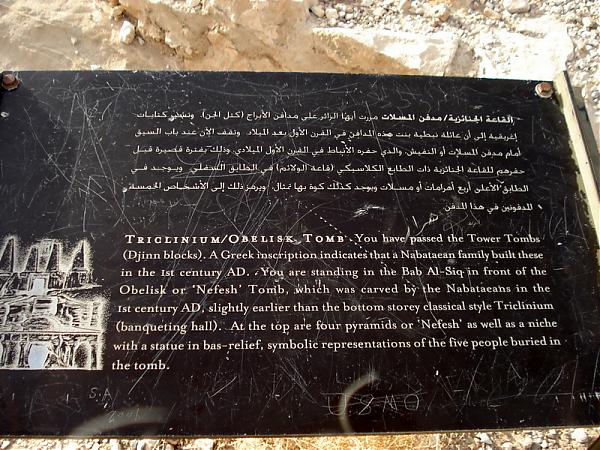 القاعة الجنائزية/مدفن المسلات مررت أيها الزائر على مدافن الأبراج (كتل الجن). وتشير كتابات
إغريقية إلى أن عائلة نبطية بنت هذه المدافن في القرن الأول بعد الميلاد. وتقف الآن عند باب السيق
أمام مدفن المسلات أو النفيش، والذي حفره الأنباط في القرن الأول الميلادي، وذلك بفترة قصيرة قبل
حفرهم للقاعة الجنائزية ذات الطابع الكلاسيكي (قاعة الولائم) في الطابق السفلي. ويوجد في
الطابق الأعلى أربع أهرامات أو مسلات ويوجد كذلك كوة بها تمثال. ويرمز ذلك إلى الأشخاص الخمسة
المدفونين في هذا المدفن.
TRICLINIUM/OBELISK TOMB You have passed the Tower Tombs
(Djinn blocks). A Greek inscription indicates that a Nabataean family built these
in the 1st century AD. You are standing in the Bab Al-Siq in front of the
Obelisk or 'Nefesh' Tomb, which was carved by the Nabataeans in the
1st century AD, slightly earlier than the bottom storey classical style Triclinium
(banqueting hall). At the top are four pyramids or 'Nefesh' as well as a niche
with a statue in bas-relief, symbolic representations of the five people buried in
the tomb.
S.A